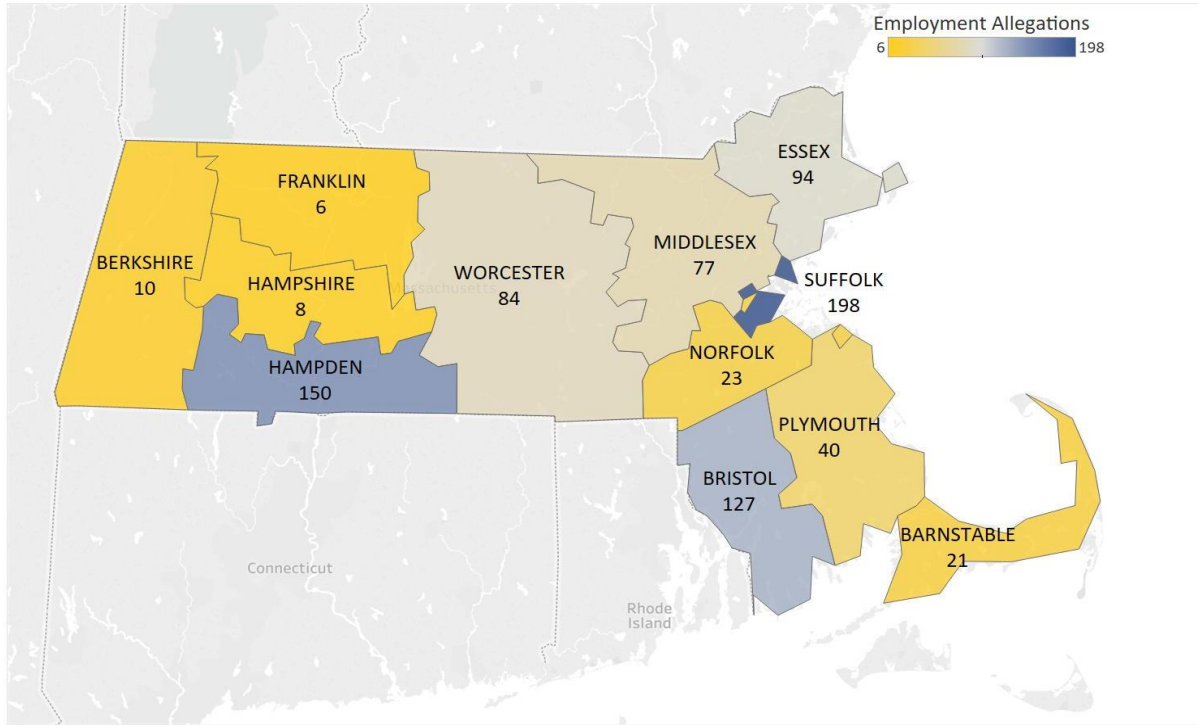 Employment Allegations
6 198
ESSEX
94
FRANKLIN
6
MIDDLESEX
77
BERKSHIRE
10
HAMPSHIRE
8
Massachusetts
WORCESTER
84
SUFFOLK
198
NORFOLK
23
HAMPDEN
150
PLYMOUTH
40
BRISTOL
127
BARNSTABLE
21
Connecticut
Rhode
Island